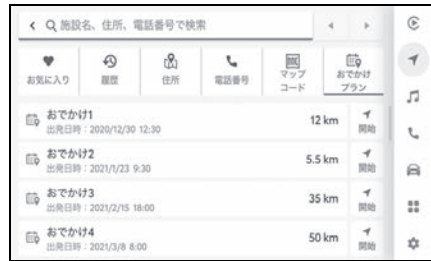 施設名、住所、電話番号で検索
お気に入り
履歴
住所
電話番号
マップ
コード
おでかけ
プラン
おでかけ1
12 km
開始
出発日時：2020/12/30 12:30
おでかけ2
5.5 km
開始
出発日時：2021/1/23 9:30
おでかけ3
35 km
開始
出発日時：2021/2/15 18:00
おでかけ4
50 km
開始
出発日時：2021/3/8 8:00